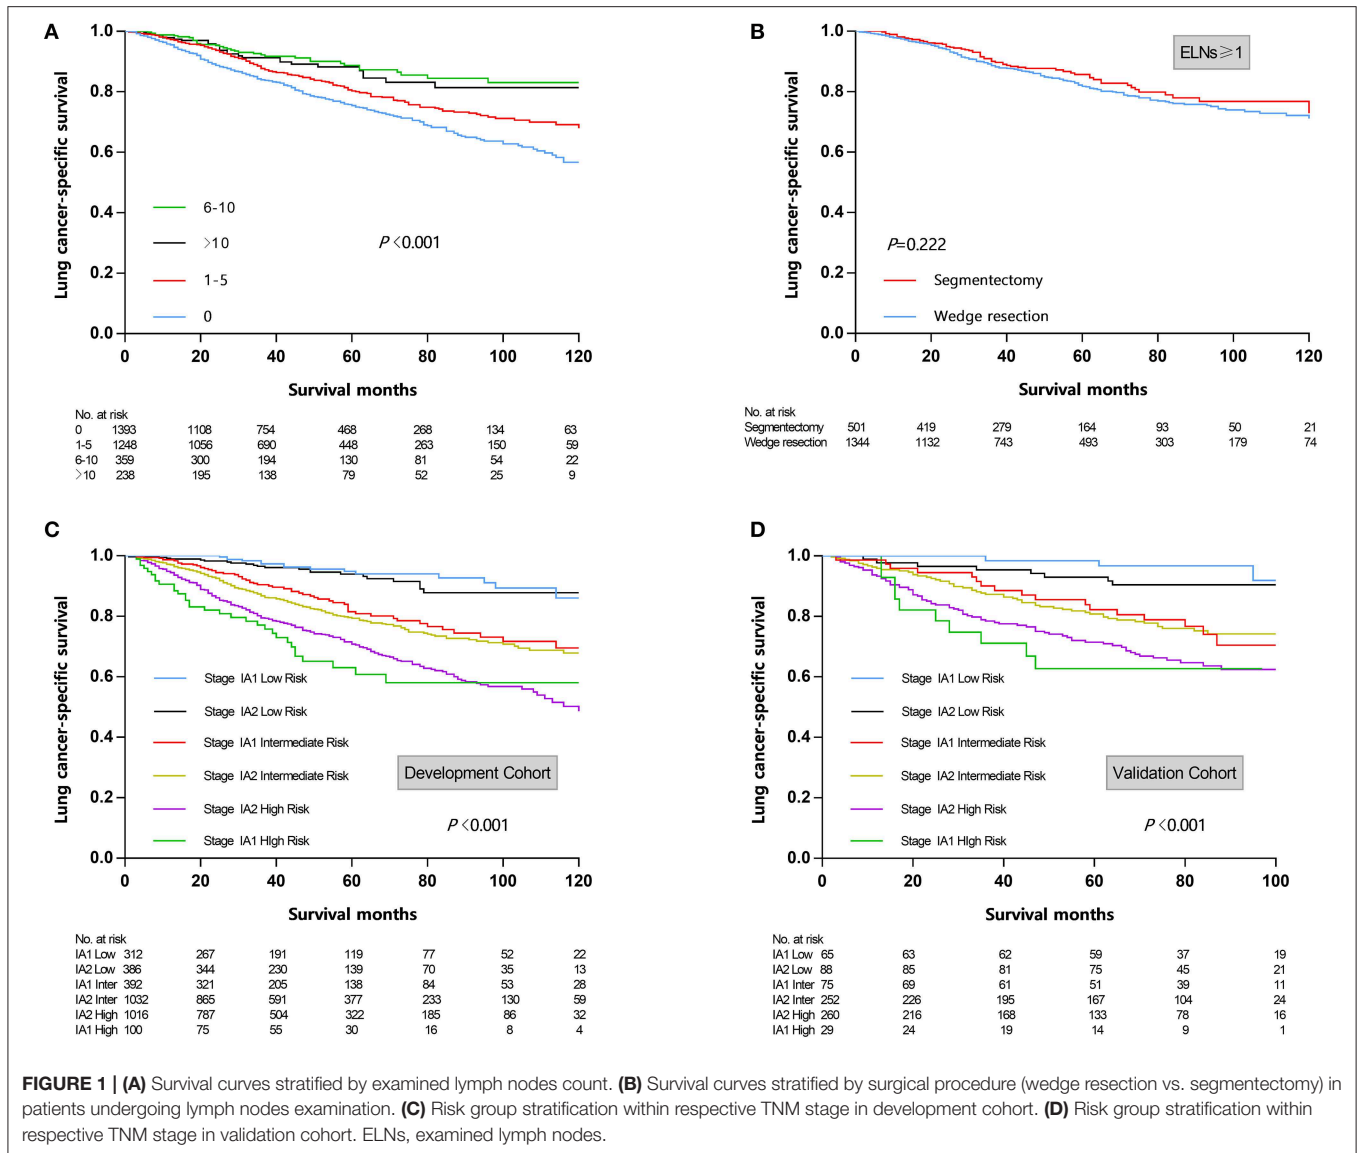 A
1.0
0.8
0.6
0.4
0.2
0.0
Lung cancer-specific survival
6-10
>10
1-5
0
P<0.001
0 20 40 60 80 100 120
Survival months
No. at risk
0 1393 1108 754 468 268 134 63
1-5 1248 1056 690 448 263 150 59
6-10 359 300 194 130 81 54 22
>10 238 195 138 79 52 25 9
B
1.0
0.8
0.6
0.4
0.2
0.0
Lung cancer-specific survival
ELNs⩾1
P=0.222
Segmentectomy
Wedge resection
0 20 40 60 80 100 120
Survival months
No. at risk
Segmentectomy 501 419 279 164 93 50 21
Wedge resection 1344 1132 743 493 303 179 74
C
1.0
0.8
0.6
0.4
0.2
0.0
Lung cancer-specific survival
Stage IA1 Low Risk
Stage IA2 Low Risk
Stage IA1 Intermediate Risk
Stage IA2 Intermediate Risk
Stage IA2 High Risk
Stage IA1 HIgh Risk
Development Cohort
P<0.001
0 20 40 60 80 100 120
Survival months
No. at risk
IA1 Low 312 267 191 119 77 52 22
IA2 Low 386 344 230 139 70 35 13
IA1 Inter 392 321 205 138 84 53 28
IA2 Inter 1032 865 591 377 233 130 59
IA2 High 1016 787 504 322 185 86 32
IA1 High 100 75 55 30 16 8 4
D
1.0
0.8
0.6
0.4
0.2
0.0
Lung cancer-specific survival
Stage IA1 Low Risk
Stage IA2 Low Risk
Stage IA1 Intermediate Risk
Stage IA2 Intermediate Risk
Stage IA2 High Risk
Stage IA1 HIgh Risk
Validation Cohort
P<0.001
0 20 40 60 80 100
Survival months
No. at risk
IA1 Low 65 63 62 59 37 19
IA2 Low 88 85 81 75 45 21
IA1 Inter 75 69 61 51 39 11
IA2 Inter 252 226 195 167 104 24
IA2 High 260 216 168 133 78 16
IA1 High 29 24 19 14 9 1
FIGURE 1 | (A) Survival curves stratified by examined lymph nodes count. (B) Survival curves stratified by surgical procedure (wedge resection vs. segmentectomy) in
patients undergoing lymph nodes examination. (C) Risk group stratification within respective TNM stage in development cohort. (D) Risk group stratification within
respective TNM stage in validation cohort. ELNs, examined lymph nodes.